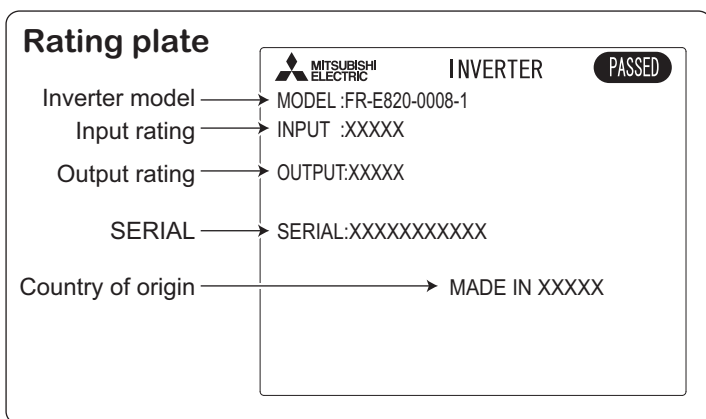 Rating plate
MITSUBISHI
ELECTRIC
INVERTER
PASSED
Inverter model
MODEL :FR-E820-0008-1
Input rating
INPUT :XXXXX
Output rating
OUTPUT:XXXXX
SERIAL
SERIAL:XXXXXXXXXXX
Country of origin
MADE IN XXXXX